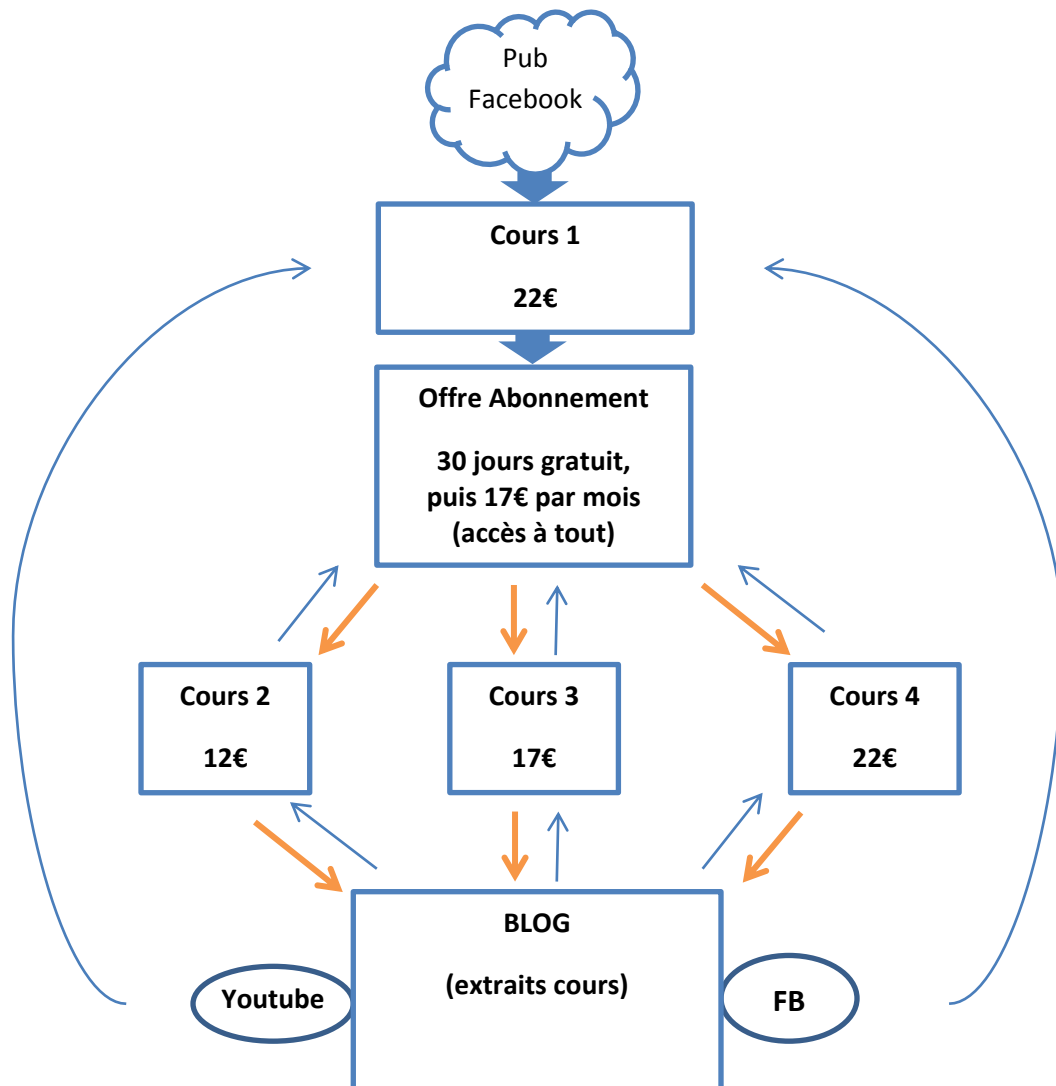 Pub
Facebook
Cours 1
22€
Offre Abonnement
30 jours gratuit,
puis 17€ par mois
(accès à tout)
Cours 2
12€
Cours 3
17€
Cours 4
22€
BLOG
(extraits cours)
Youtube
FB